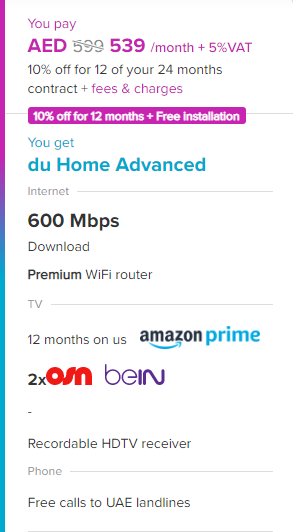 You pay
AED 599 539 /month + 5%VAT
10% off for 12 of your 24 months
contract + fees & charges
10% off for 12 months + Free installation
You get
du Home Advanced
Internet
600 Mbps
Download
Premium WiFi router
TV
12 months on us amazon prime
2x OSN beIN
-
Recordable HDTV receiver
Phone
Free calls to UAE landlines